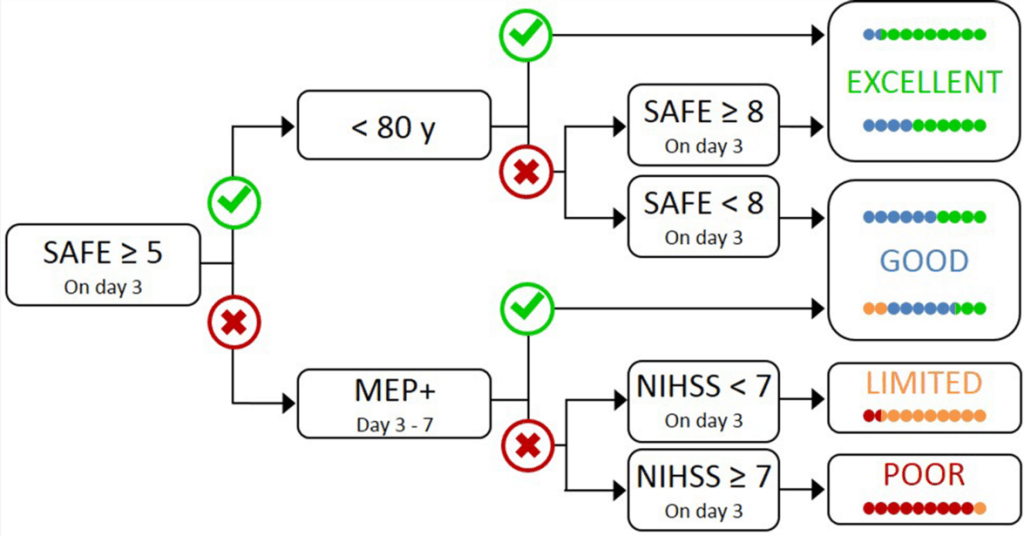 SAFE ≥ 5
On day 3
< 80 y
SAFE ≥ 8
On day 3
SAFE < 8
On day 3
EXCELLENT
GOOD
MEP+
Day 3 - 7
NIHSS < 7
On day 3
NIHSS ≥ 7
On day 3
LIMITED
POOR